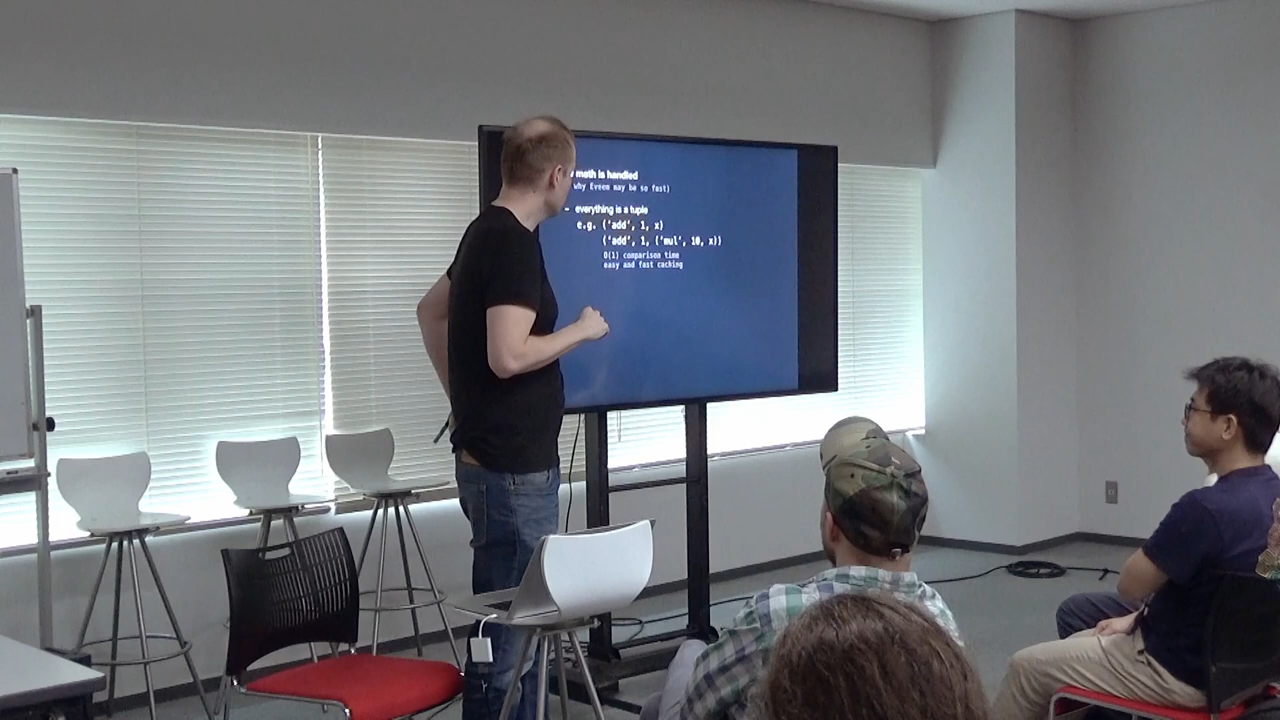 math is handled
why Eveem may be so fast)
- everything is a tuple
e.g. ('add', 1, x)
('add', 1, ('mul', 10, x))
O(1) comparison time
easy and fast caching